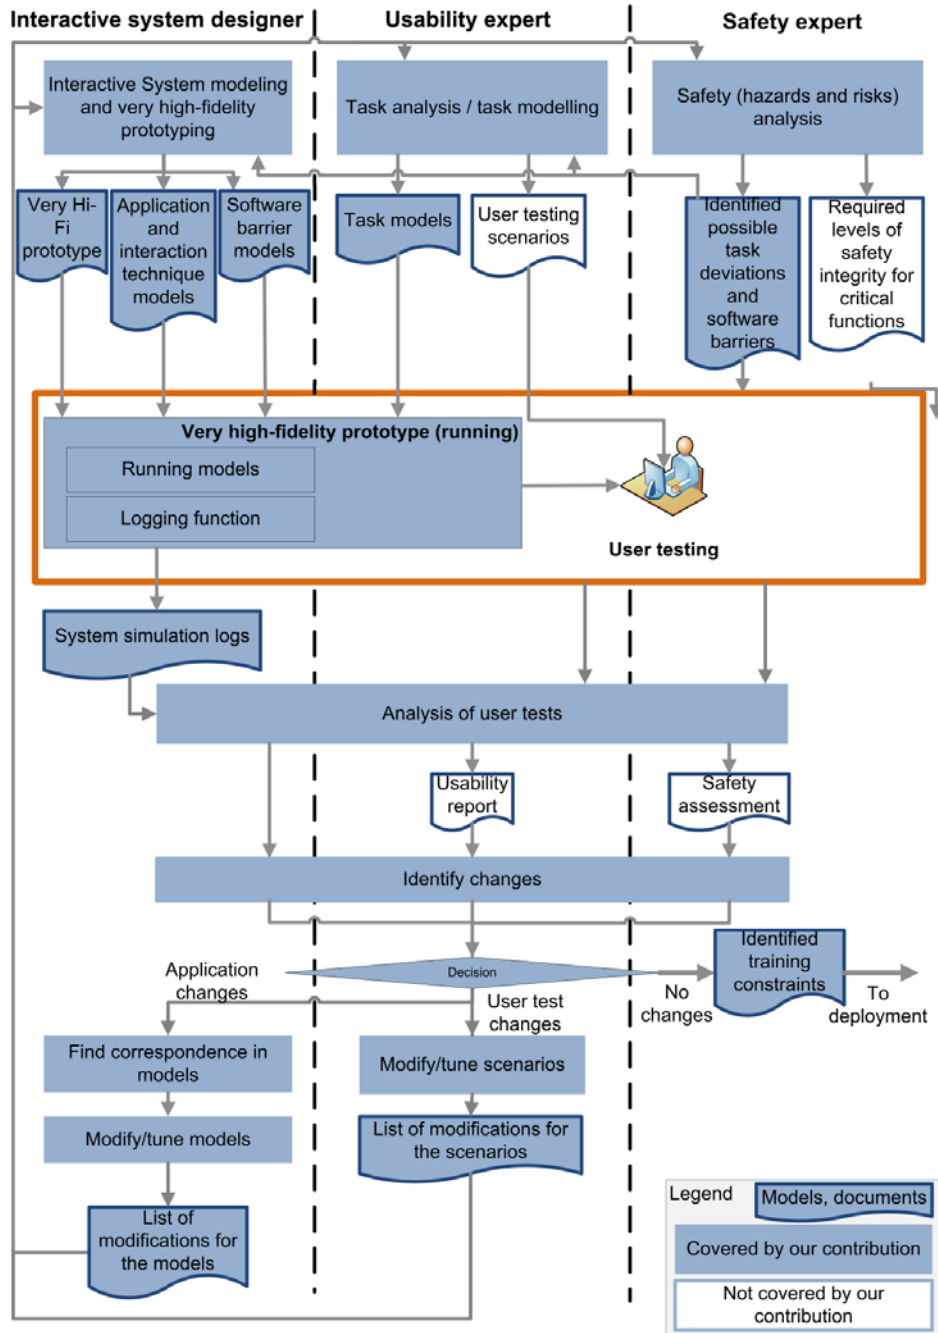 Interactive system designer
Usability expert
Safety expert
Interactive System modeling
and very high-fidelity
prototyping
Task analysis / task modelling
Safety (hazards and risks)
analysis
Very Hi-
Fi
prototype
Application
and
interaction
technique
models
Software
barrier
models
Task models
User testing
scenarios
Identified
possible
task
deviations
and
software
barriers
Required
levels of
safety
integrity for
critical
functions
Very high-fidelity prototype (running)
Running models
Logging function
User testing
System simulation logs
Analysis of user tests
Usability
report
Safety
assessment
Identify changes
Decision
Application
changes
User test
changes
No
changes
Identified
training
constraints
To
deployment
Find correspondence in
models
Modify/tune scenarios
Modify/tune models
List of modifications for
the scenarios
List of
modifications for
the models
Legend
Models, documents
Covered by our contribution
Not covered by our
contribution